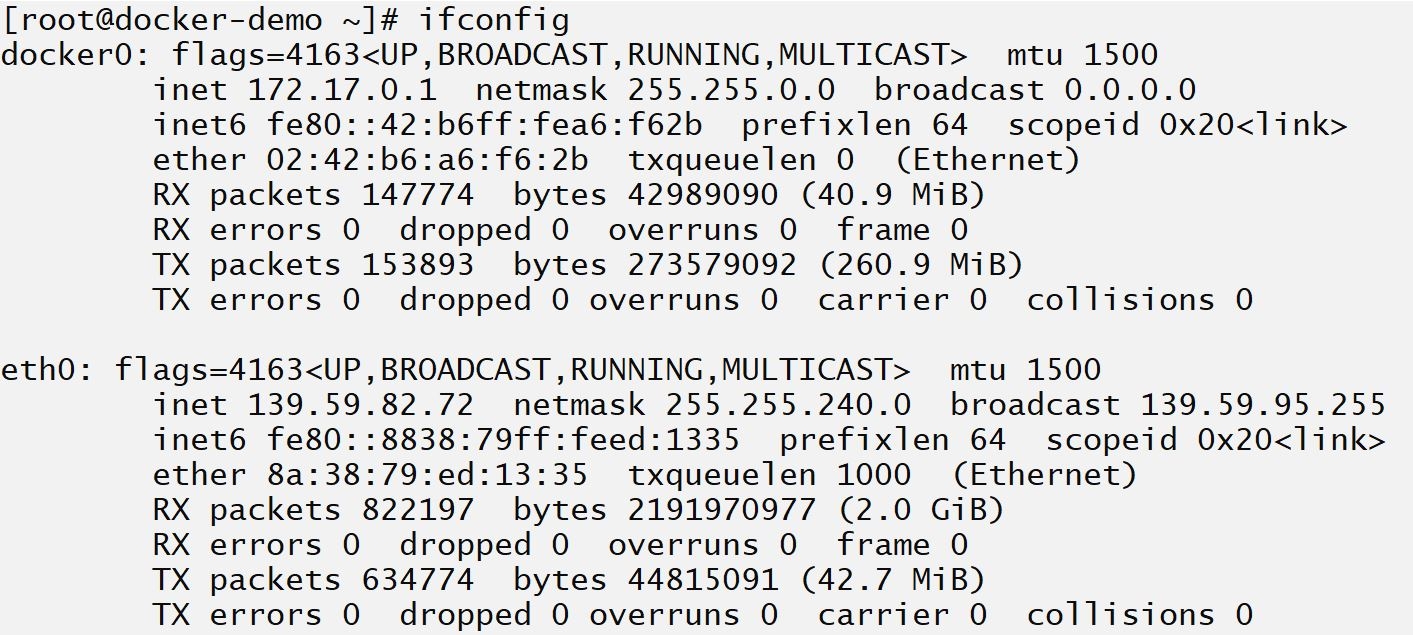 [root@docker-demo ~]# ifconfig
docker0: flags=4163<UP,BROADCAST,RUNNING,MULTICAST>  mtu 1500
        inet 172.17.0.1  netmask 255.255.0.0  broadcast 0.0.0.0
        inet6 fe80::42:b6ff:fea6:f62b  prefixlen 64  scopeid 0x20<link>
        ether 02:42:b6:a6:f6:2b  txqueuelen 0  (Ethernet)
        RX packets 147774  bytes 42989090 (40.9 MiB)
        RX errors 0  dropped 0  overruns 0  frame 0
        TX packets 153893  bytes 273579092 (260.9 MiB)
        TX errors 0  dropped 0 overruns 0  carrier 0  collisions 0

eth0: flags=4163<UP,BROADCAST,RUNNING,MULTICAST>  mtu 1500
        inet 139.59.82.72  netmask 255.255.240.0  broadcast 139.59.95.255
        inet6 fe80::8838:79ff:feed:1335  prefixlen 64  scopeid 0x20<link>
        ether 8a:38:79:ed:13:35  txqueuelen 1000  (Ethernet)
        RX packets 822197  bytes 2191970977 (2.0 GiB)
        RX errors 0  dropped 0  overruns 0  frame 0
        TX packets 634774  bytes 44815091 (42.7 MiB)
        TX errors 0  dropped 0 overruns 0  carrier 0  collisions 0